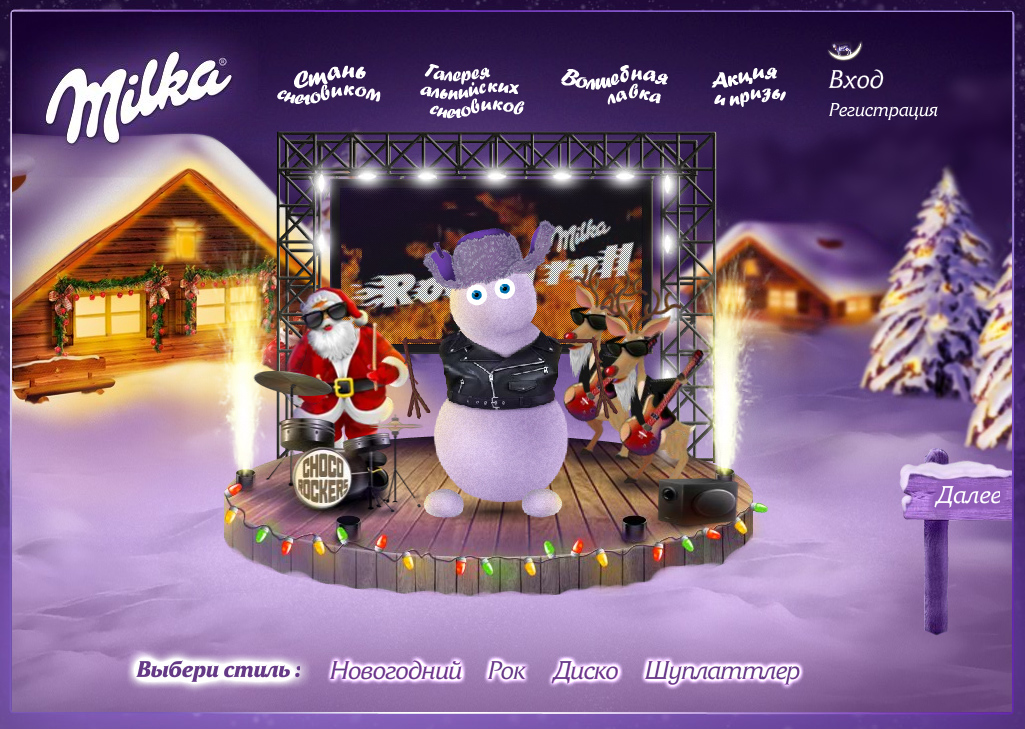 Milka®
Стань
снеговиком
Галерея
альпийских
снеговиков
Волшебная
лавка
Акция
и призы
Вход
Регистрация
Milka
CHOCO
ROCKERS
Далее
Выбери стиль : Новогодний Рок Диско Шуплаттлер